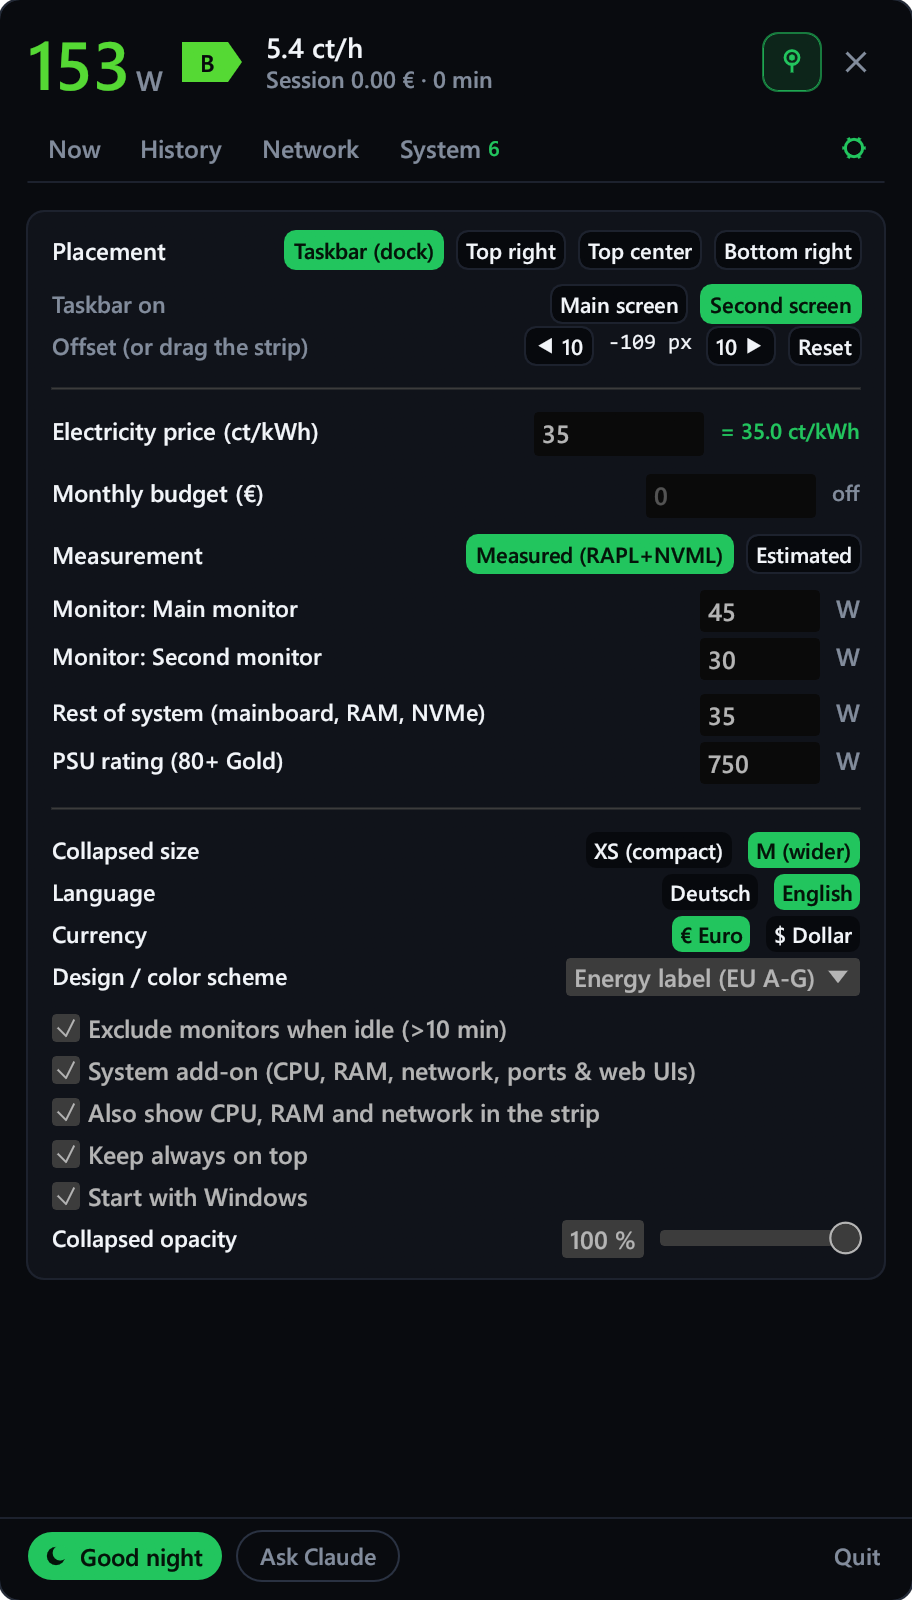 153 W B 5.4 ct/h
Session 0.00 € · 0 min
Now History Network System 6
Placement Taskbar (dock) Top right Top center Bottom right
Taskbar on Main screen Second screen
Offset (or drag the strip) ◀ 10 -109 px 10 ▶ Reset
Electricity price (ct/kWh) 35 = 35.0 ct/kWh
Monthly budget (€) 0 off
Measurement Measured (RAPL+NVML) Estimated
Monitor: Main monitor 45 W
Monitor: Second monitor 30 W
Rest of system (mainboard, RAM, NVMe) 35 W
PSU rating (80+ Gold) 750 W
Collapsed size XS (compact) M (wider)
Language Deutsch English
Currency € Euro $ Dollar
Design / color scheme Energy label (EU A-G) ▼
Exclude monitors when idle (>10 min)
System add-on (CPU, RAM, network, ports & web UIs)
Also show CPU, RAM and network in the strip
Keep always on top
Start with Windows
Collapsed opacity 100 %
Good night Ask Claude Quit